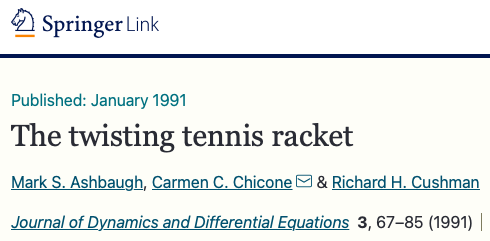 Springer Link
Published: January 1991
The twisting tennis racket
Mark S. Ashbaugh, Carmen C. Chicone & Richard H. Cushman
Journal of Dynamics and Differential Equations 3, 67–85 (1991)